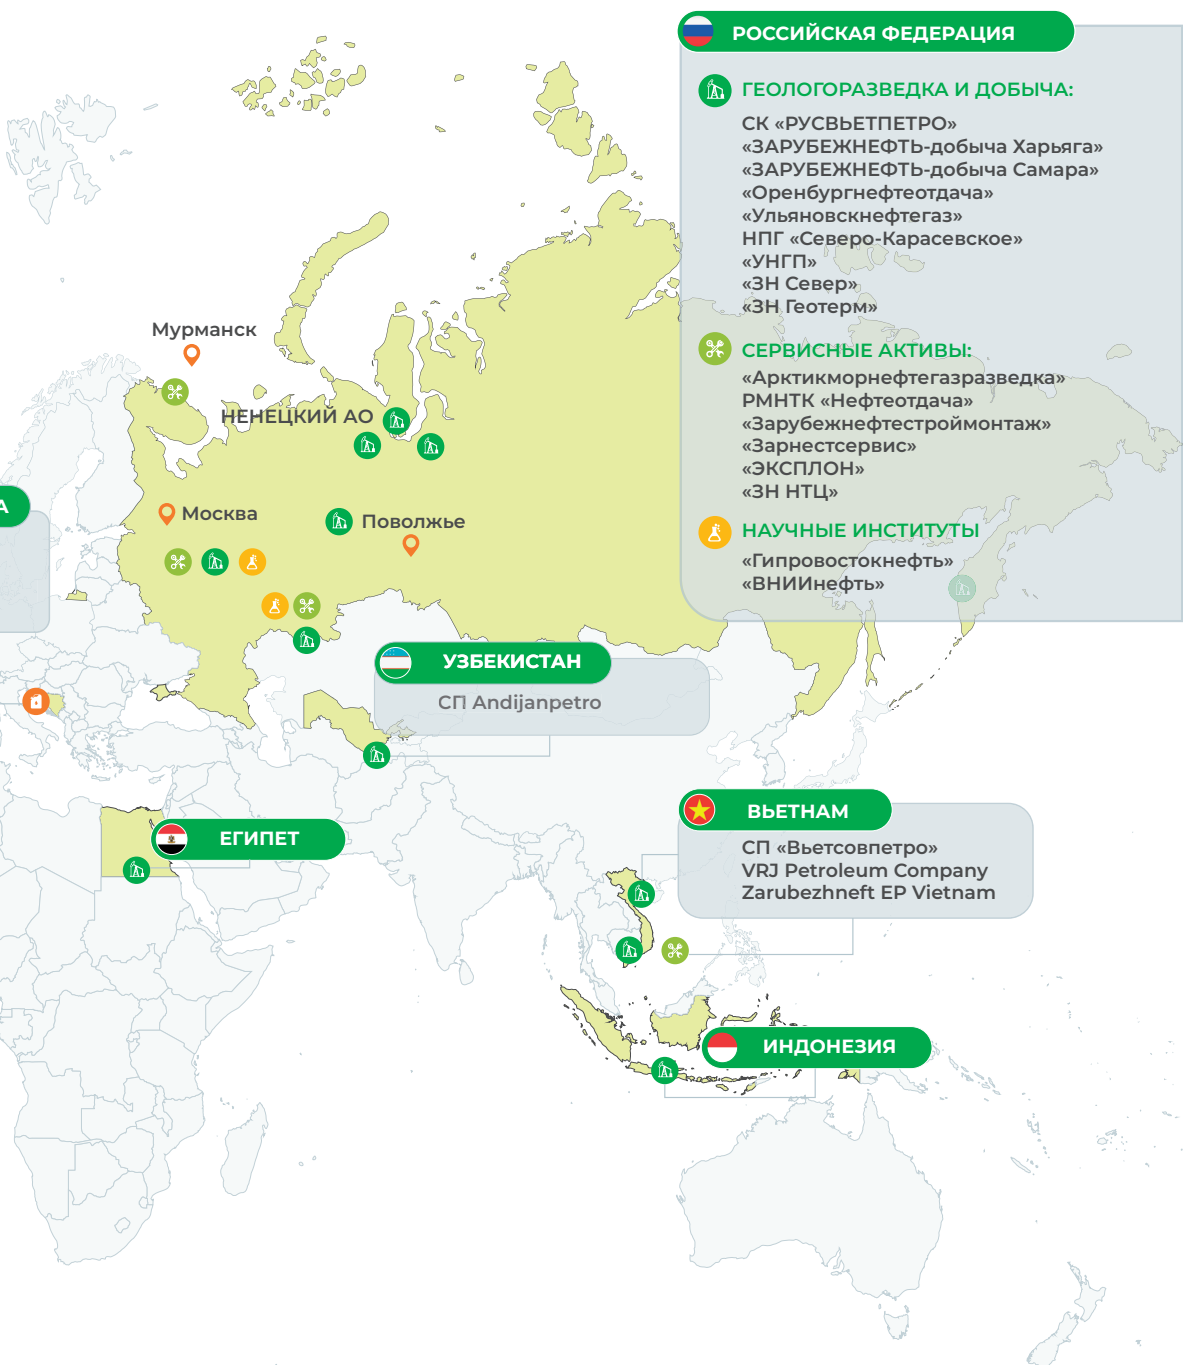 РОССИЙСКАЯ ФЕДЕРАЦИЯ
ГЕОЛОГОРАЗВЕДКА И ДОБЫЧА:
СК «РУСВЬЕТПЕТРО»
«ЗАРУБЕЖНЕФТЬ-добыча Харьяга»
«ЗАРУБЕЖНЕФТЬ-добыча Самара»
«Оренбургнефтеотдача»
«Ульяновскнефтегаз»
НПГ «Северо-Карасевское»
«УНГП»
«ЗН Север»
«ЗН Геотерм»
СЕРВИСНЫЕ АКТИВЫ:
«Арктикморнефтегазразведка»
РМНТК «Нефтеотдача»
«Зарубежнефтестроймонтаж»
«Зарнестсервис»
«ЭКСПЛОН»
«ЗН НТЦ»
НАУЧНЫЕ ИНСТИТУТЫ
«Гипровостокнефть»
«ВНИИнефть»
Мурманск
НЕНЕЦКИЙ АО
А
Москва
Поволжье
УЗБЕКИСТАН
СП Andijanpetro
ЕГИПЕТ
ВЬЕТНАМ
СП «Вьетсовпетро»
VRJ Petroleum Company
Zarubezhneft EP Vietnam
ИНДОНЕЗИЯ